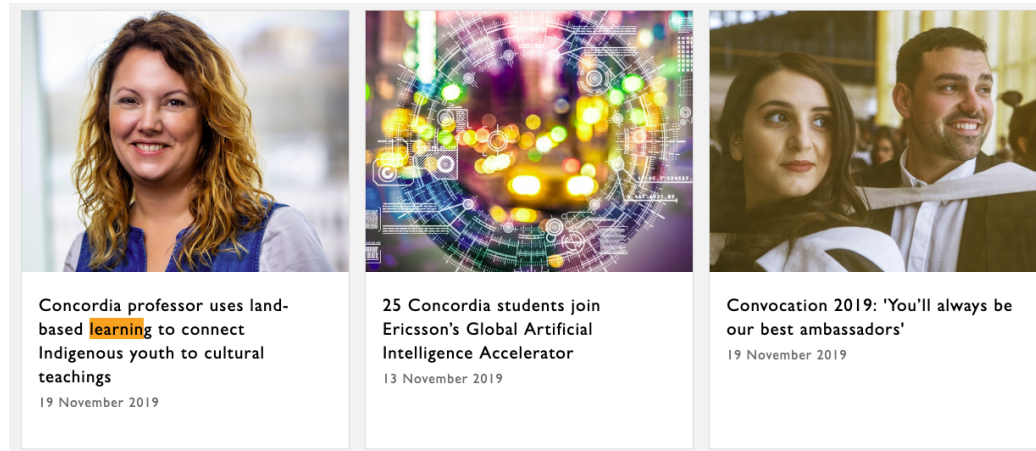 Concordia professor uses land-
based learning to connect
Indigenous youth to cultural
teachings
19 November 2019
25 Concordia students join
Ericsson’s Global Artificial
Intelligence Accelerator
13 November 2019
Convocation 2019: 'You’ll always be
our best ambassadors'
19 November 2019